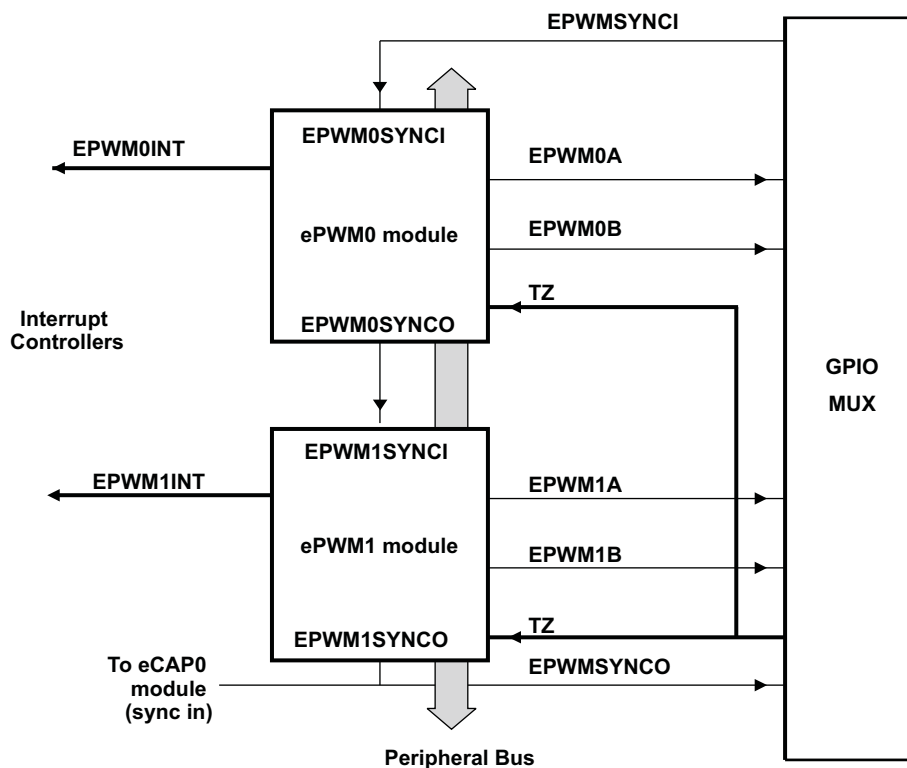 EPWMSYNCI
EPWM0SYNCI
EPWM0INT
EPWM0A
ePWM0 module
EPWM0B
TZ
EPWM0SYNCO
Interrupt
Controllers
GPIO
MUX
EPWM1SYNCI
EPWM1INT
EPWM1A
ePWM1 module
EPWM1B
TZ
EPWM1SYNCO
To eCAP0
module
(sync in)
EPWMSYNCO
Peripheral Bus